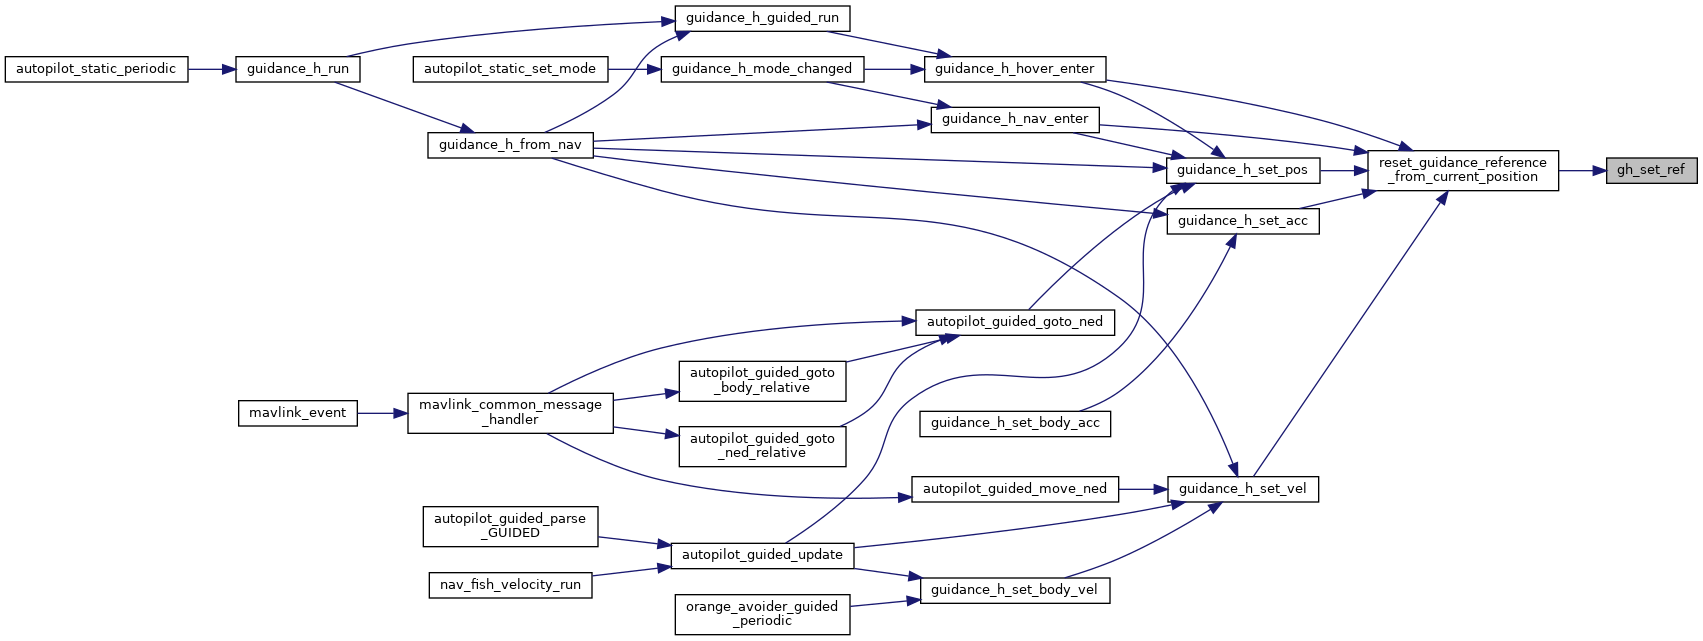 guidance_h_guided_run
autopilot_static_periodic
guidance_h_run
autopilot_static_set_mode
guidance_h_mode_changed
guidance_h_hover_enter
guidance_h_nav_enter
guidance_h_from_nav
guidance_h_set_pos
reset_guidance_reference
_from_current_position
gh_set_ref
guidance_h_set_acc
autopilot_guided_goto_ned
autopilot_guided_goto
_body_relative
mavlink_event
mavlink_common_message
_handler
guidance_h_set_body_acc
autopilot_guided_goto
_ned_relative
autopilot_guided_move_ned
guidance_h_set_vel
autopilot_guided_parse
_GUIDED
autopilot_guided_update
nav_fish_velocity_run
guidance_h_set_body_vel
orange_avoider_guided
_periodic